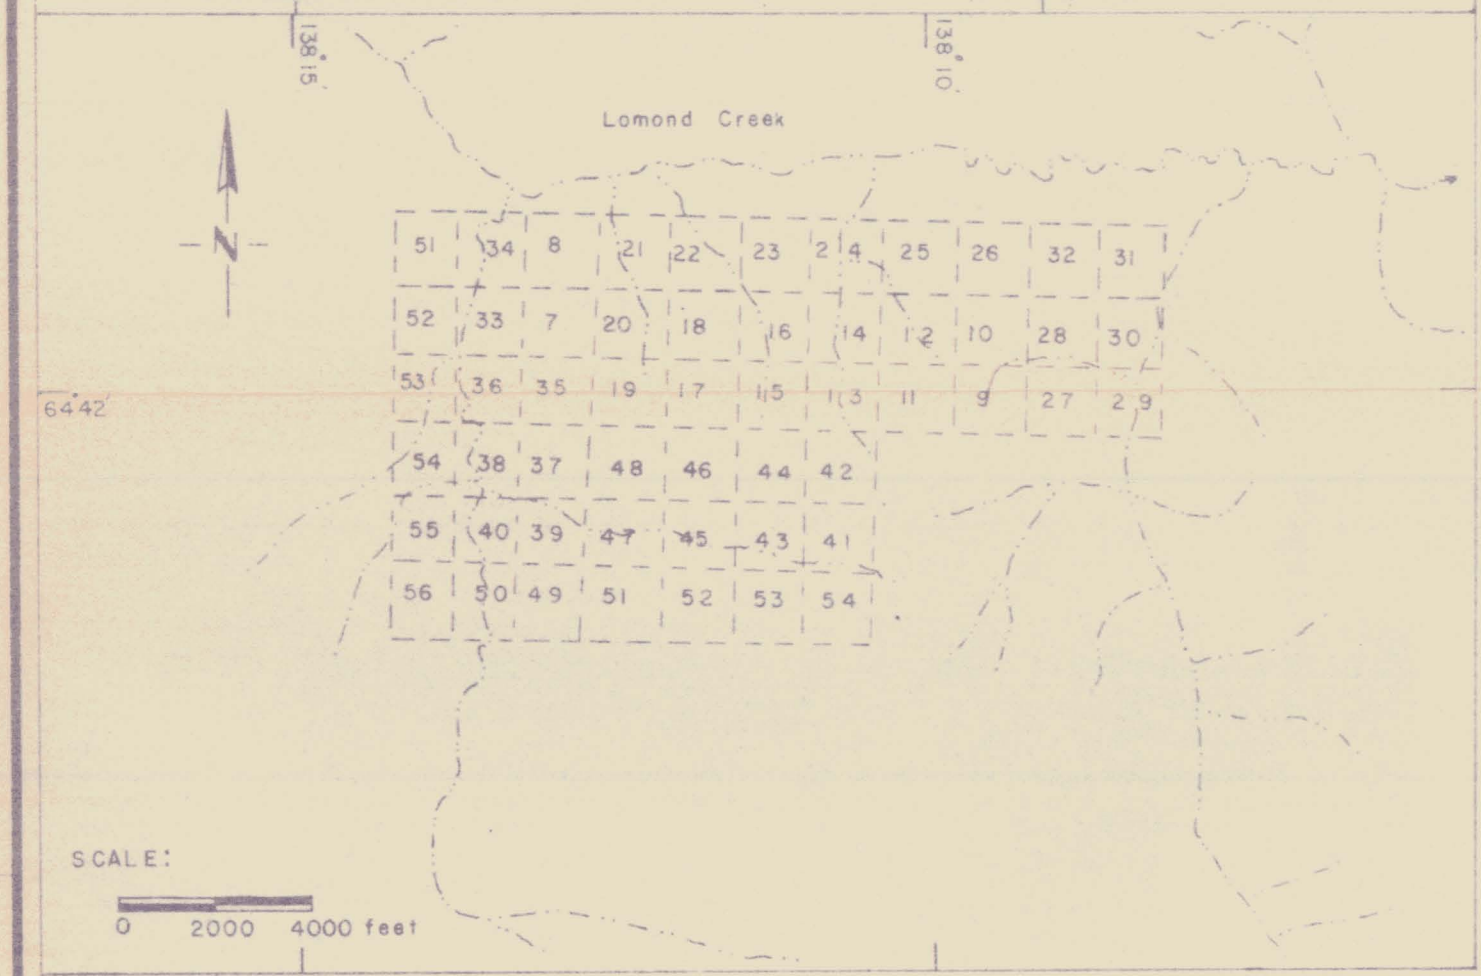 138° 15'
138° 10'
Lomond Creek
N
51 34 8 21 22 23 24 25 26 32 31
52 33 7 20 18 16 14 12 10 28 30
53 36 35 19 17 15 13 11 9 27 29
64° 42'
54 38 37 48 46 44 42
55 40 39 47 45 43 41
56 50 49 51 52 53 54
SCALE:
0 2000 4000 feet